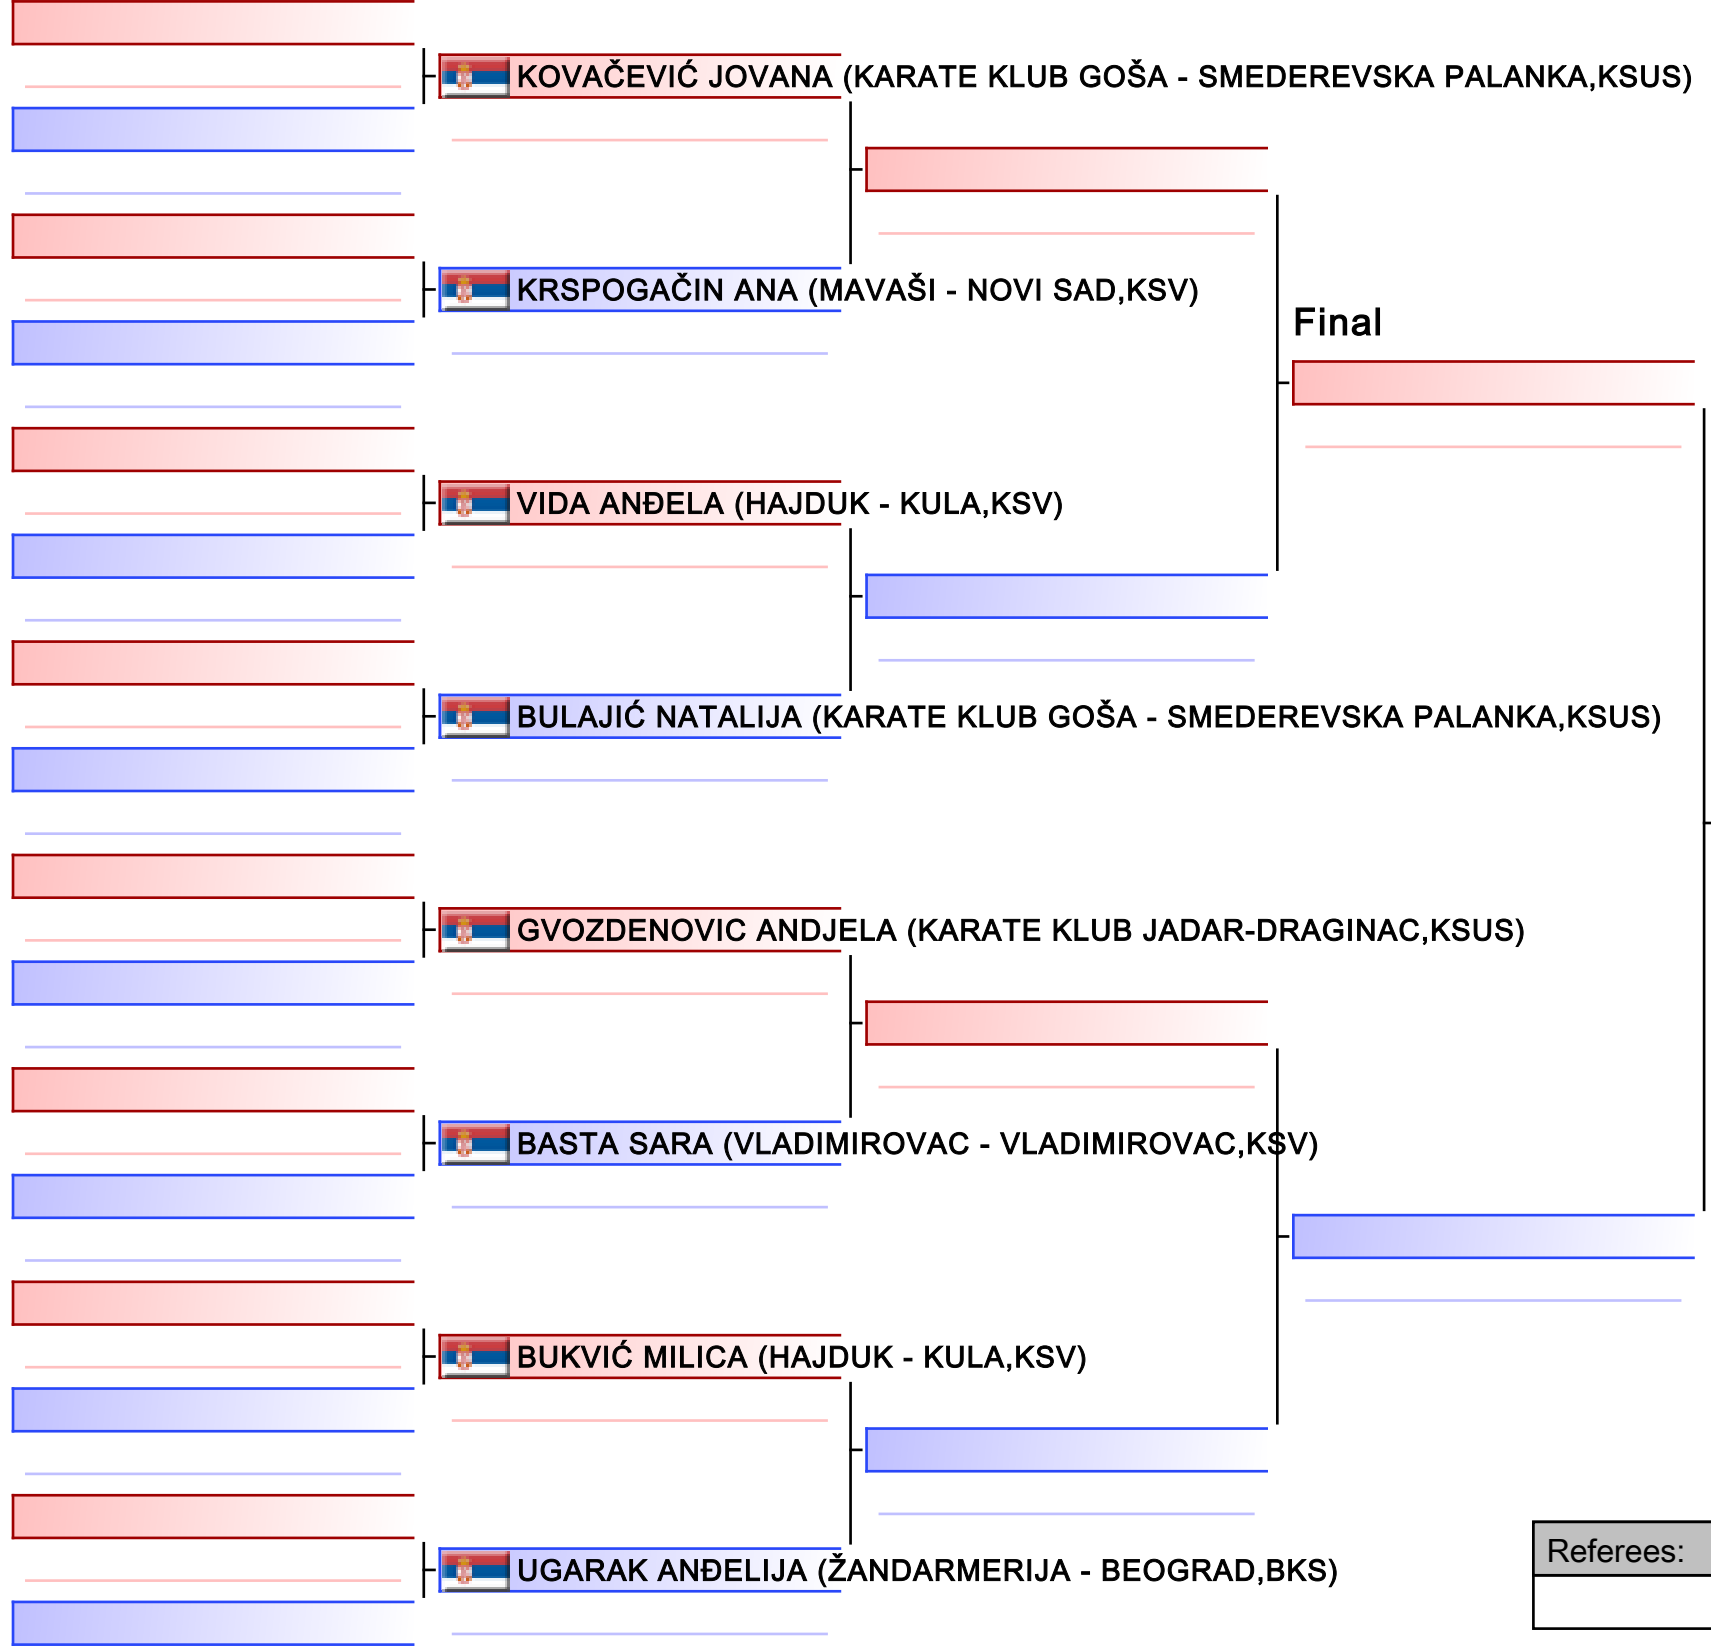 KOVAČEVIĆ JOVANA (KARATE KLUB GOŠA - SMEDEREVSKA PALANKA,KSUS)
KRSPOGAČIN ANA (MAVAŠI - NOVI SAD,KSV)
Final
VIDA ANĐELA (HAJDUK - KULA,KSV)
BULAJIĆ NATALIJA (KARATE KLUB GOŠA - SMEDEREVSKA PALANKA,KSUS)
GVOZDENOVIC ANDJELA (KARATE KLUB JADAR-DRAGINAC,KSUS)
BASTA SARA (VLADIMIROVAC - VLADIMIROVAC,KSV)
BUKVIĆ MILICA (HAJDUK - KULA,KSV)
Referees:
UGARAK ANĐELIJA (ŽANDARMERIJA - BEOGRAD,BKS)